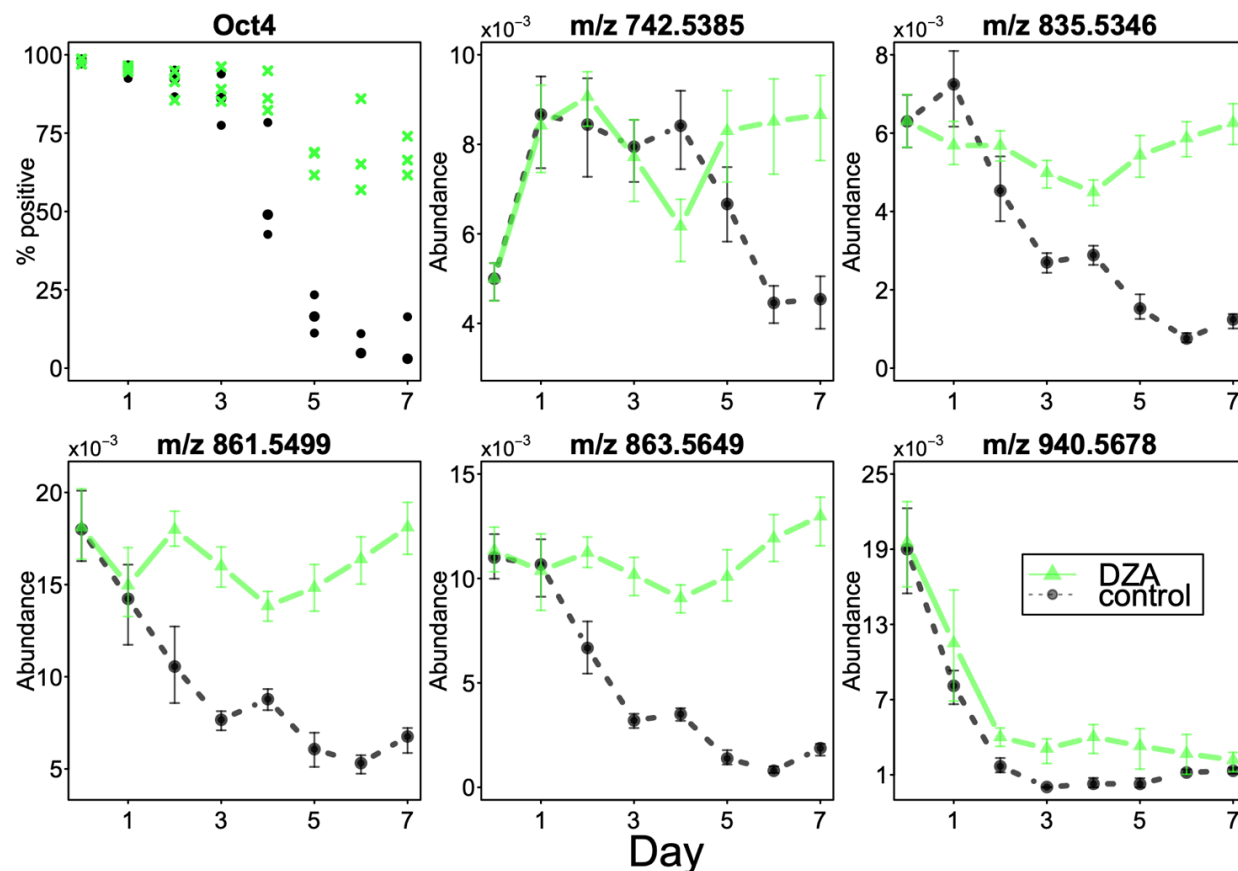 Oct4
% positive
100
75
50
25
0
1
3
5
7
m/z 742.5385
x10⁻³
Abundance
10
8
6
4
1
3
5
7
m/z 835.5346
x10⁻³
Abundance
8
6
4
2
0
1
3
5
7
m/z 861.5499
x10⁻³
Abundance
20
15
10
5
1
3
5
7
m/z 863.5649
x10⁻³
Abundance
15
10
5
0
1
3
5
7
m/z 940.5678
x10⁻³
Abundance
25
19
13
7
1
DZA
control
1
3
5
7
Day